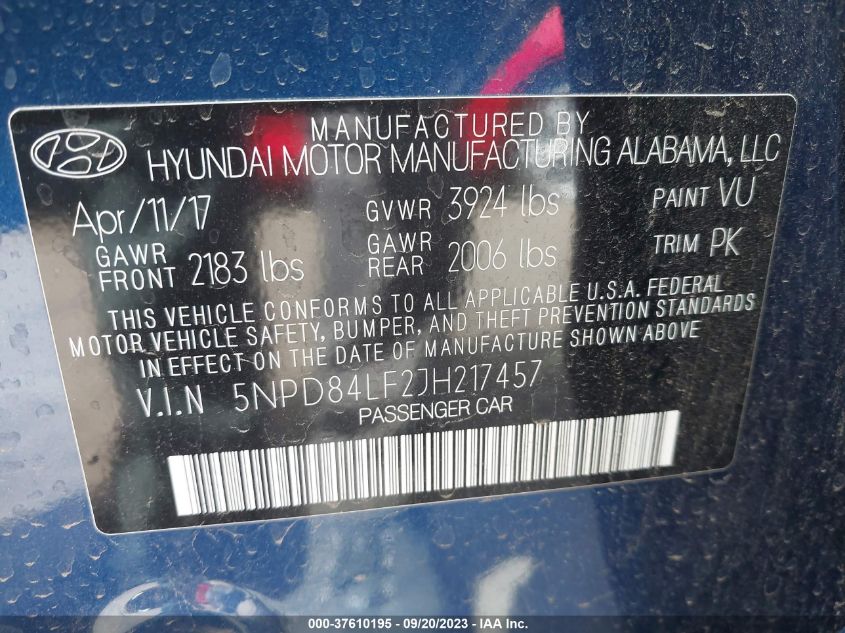 MANUFACTURED BY
HYUNDAI MOTOR MANUFACTURING ALABAMA, LLC
Apr/11/17 GVWR 3924 lbs PAINT VU
GAWR FRONT 2183 lbs GAWR REAR 2006 lbs TRIM PK
THIS VEHICLE CONFORMS TO ALL APPLICABLE U.S.A. FEDERAL
MOTOR VEHICLE SAFETY, BUMPER, AND THEFT PREVENTION STANDARDS
IN EFFECT ON THE DATE OF MANUFACTURE SHOWN ABOVE
V.I.N 5NPD84LF2JH217457
PASSENGER CAR
000-37610195 - 09/20/2023 - IAA Inc.